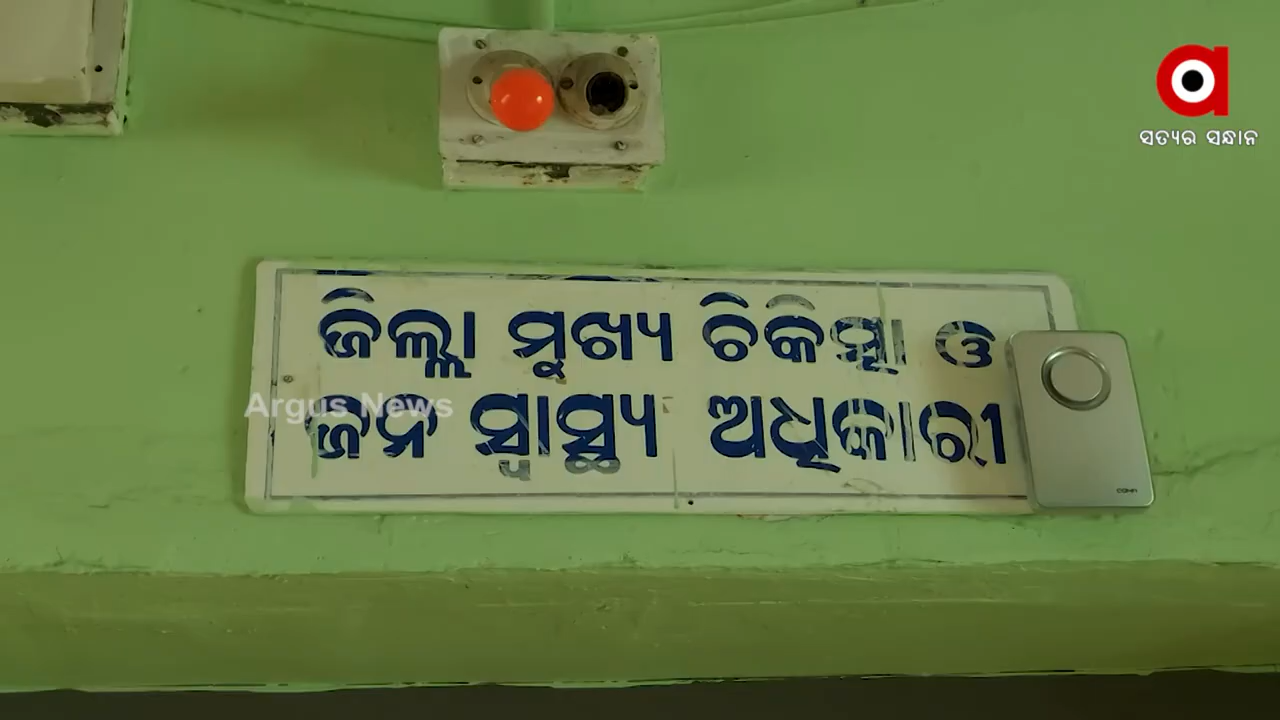 ସତ୍ୟର ସନ୍ଧାନ
ଜିଲ୍ଲା ମୁଖ୍ୟ ଚିକିତ୍ସା ଓ
Argus News
ଜନ ସ୍ୱାସ୍ଥ୍ୟ ଅଧିକାରୀ